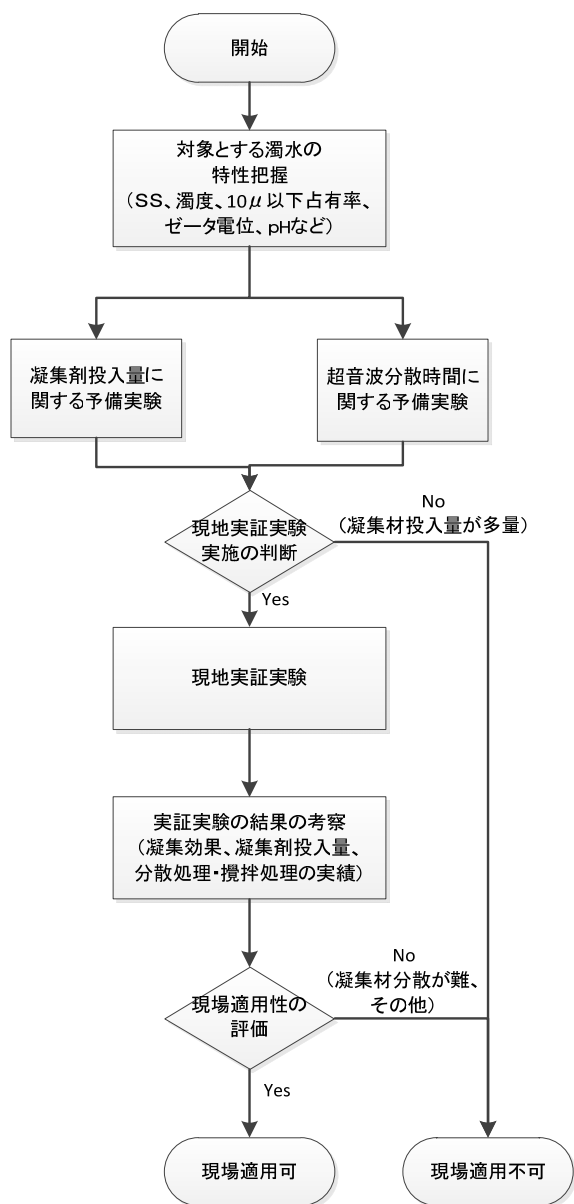 開始
対象とする濁水の
特性把握
(SS、濁度、10μ以下占有率、
ゼータ電位、pHなど)
凝集剤投入量に
関する予備実験
超音波分散時間に
関する予備実験
現地実証実験
実施の判断
No
(凝集材投入量が多量)
Yes
現地実証実験
実証実験の結果の考察
(凝集効果、凝集剤投入量、
分散処理・攪拌処理の実績)
現場適用性の
評価
No
(凝集材分散が難、
その他)
Yes
現場適用可
現場適用不可